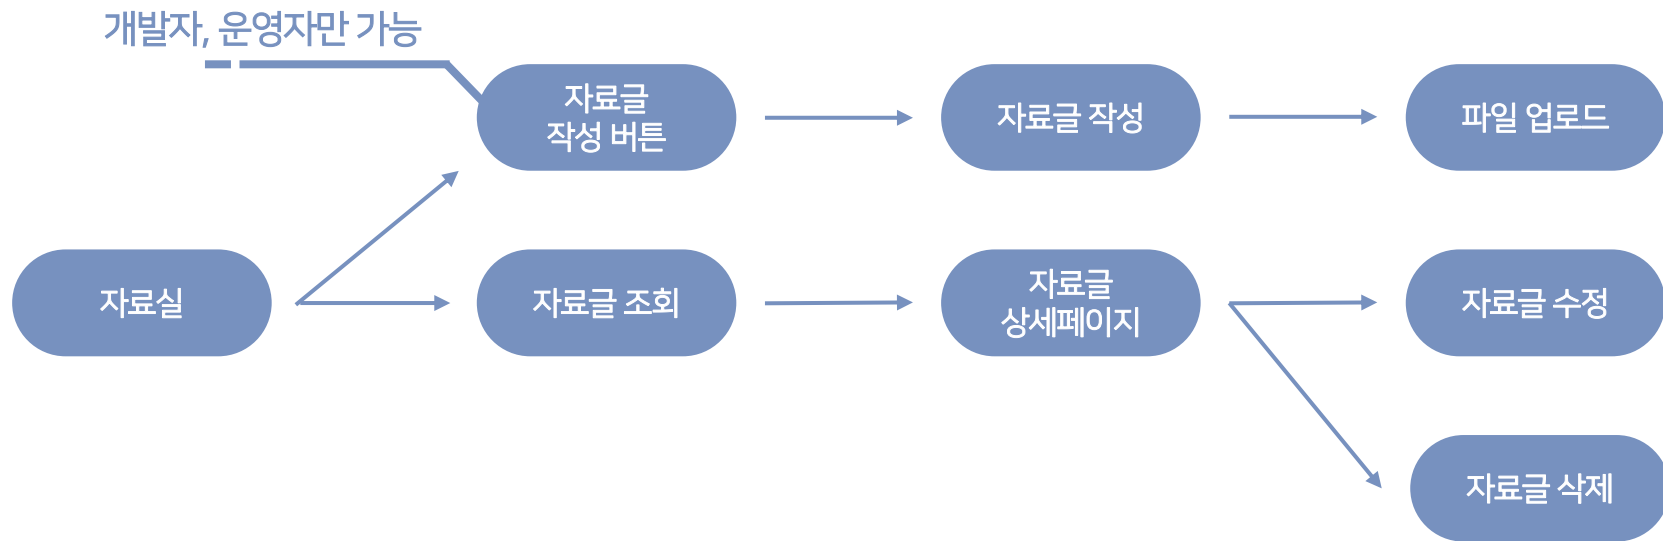 개발자, 운영자만 가능
자료글
작성 버튼
자료글 작성
파일 업로드
자료실
자료글 조회
자료글
상세페이지
자료글 수정
자료글 삭제